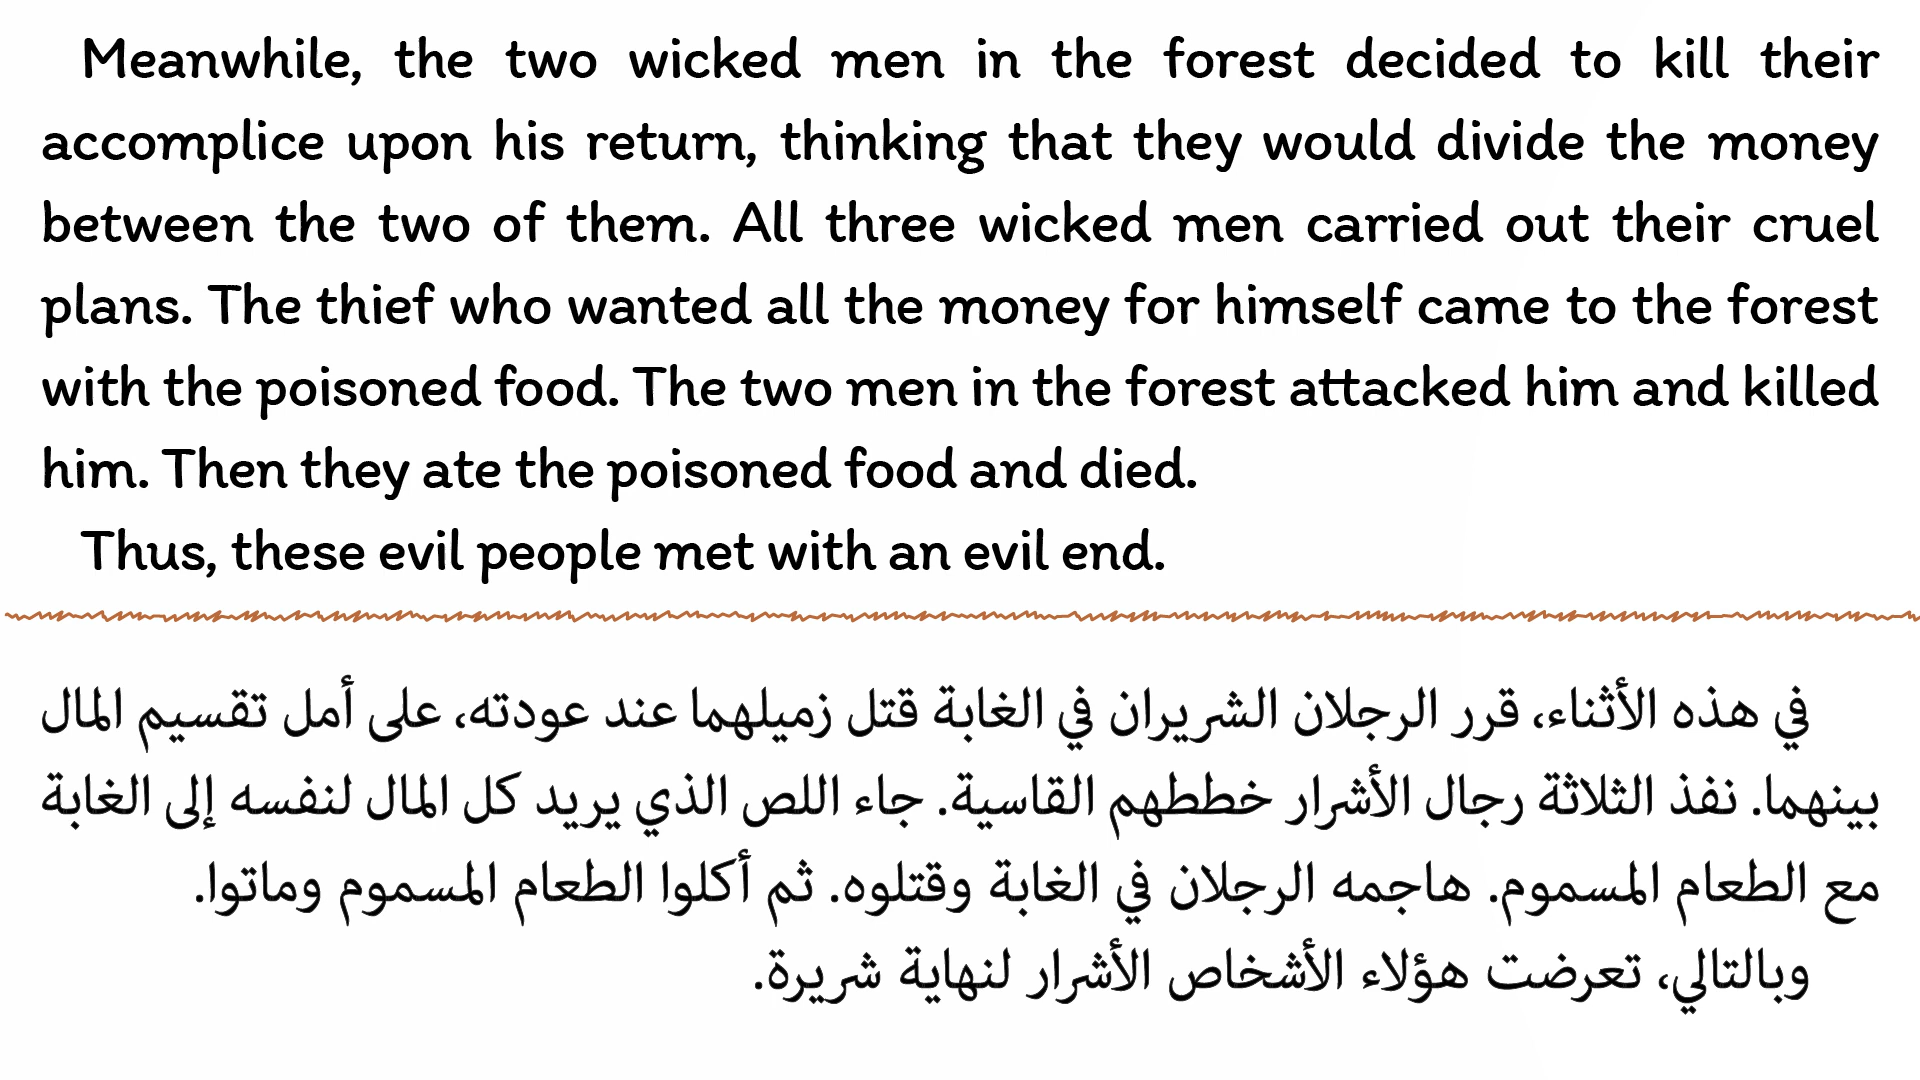 Meanwhile, the two wicked men in the forest decided to kill their
accomplice upon his return, thinking that they would divide the money
between the two of them. All three wicked men carried out their cruel
plans. The thief who wanted all the money for himself came to the forest
with the poisoned food. The two men in the forest attacked him and killed
him. Then they ate the poisoned food and died.
Thus, these evil people met with an evil end.
في هذه الأثناء، قرر الرجلان الشريران في الغابة قتل زميلهما عند عودته، على أمل تقسيم المال
بينهما. نفذ الثلاثة رجال الأشرار خططهم القاسية. جاء اللص الذي يريد كل المال لنفسه إلى الغابة
مع الطعام المسموم. هاجمه الرجلان في الغابة وقتلوه. ثم أكلوا الطعام المسموم وماتوا.
وبالتالي، تعرضت هؤلاء الأشخاص الأشرار لنهاية شريرة.